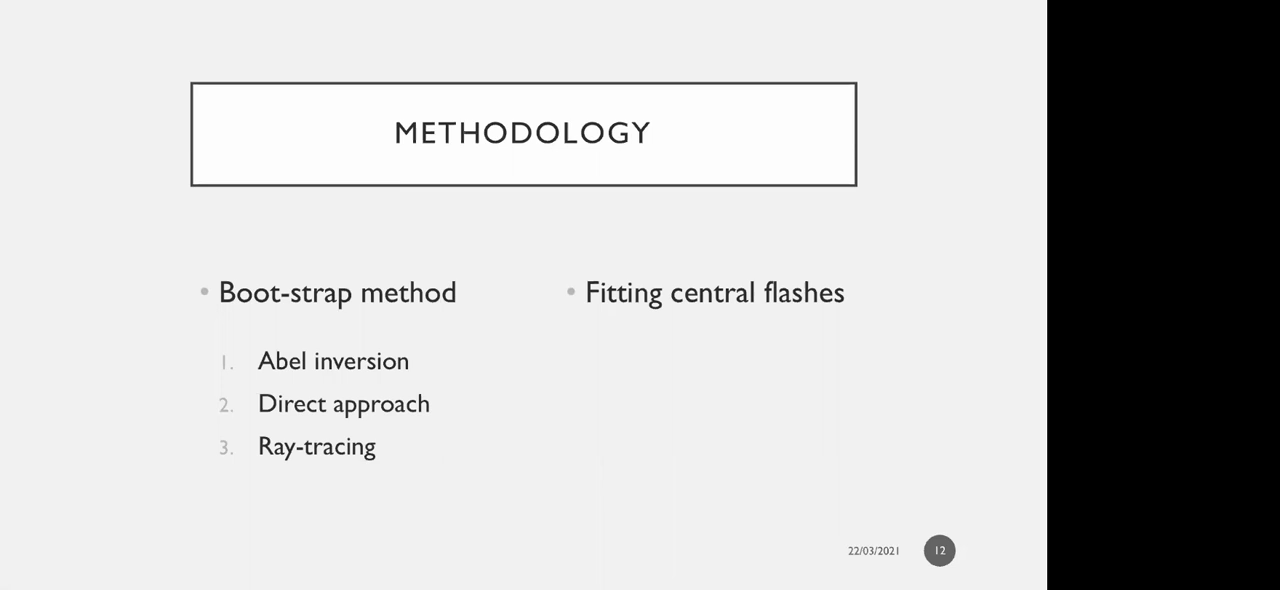 METHODOLOGY
• Boot-strap method
1. Abel inversion
2. Direct approach
3. Ray-tracing
• Fitting central flashes
22/03/2021
12